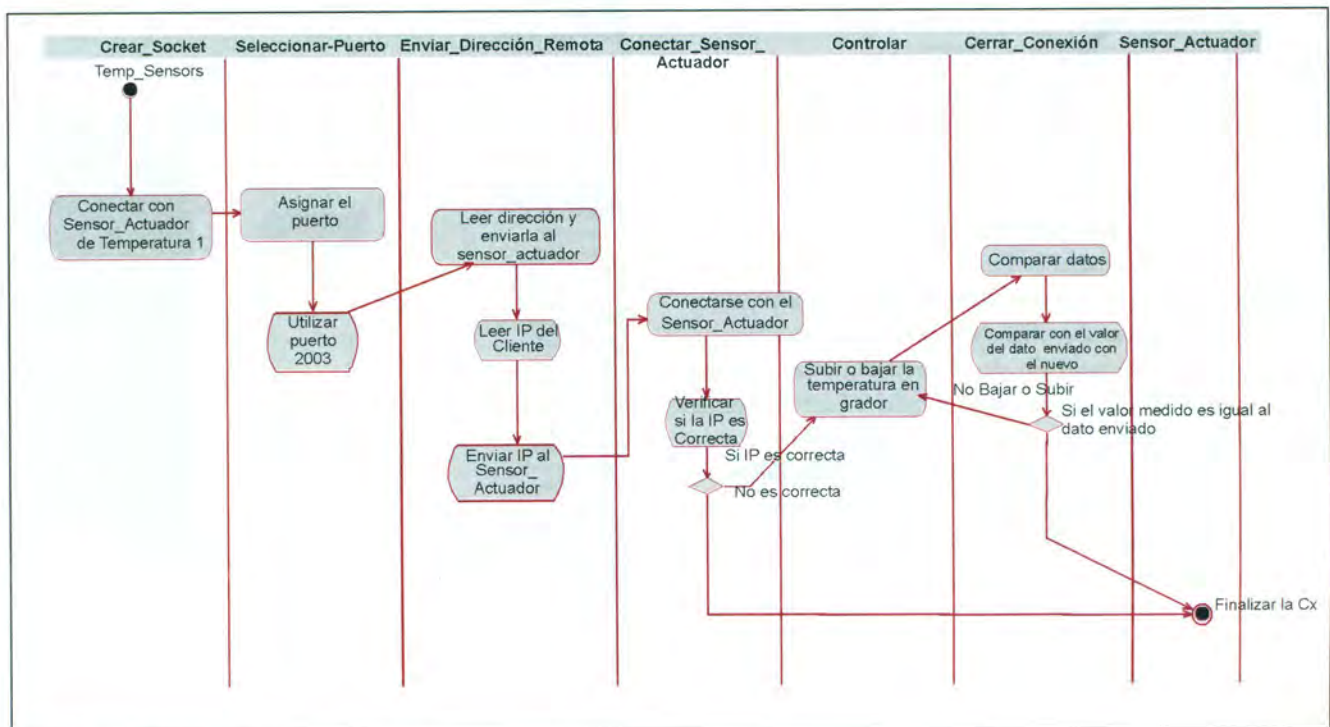 Crear_Socket
Seleccionar-Puerto
Enviar_Dirección_Remota
Conectar_Sensor_
Actuador
Controlar
Cerrar_Conexión
Sensor_Actuador
Temp_Sensors
Conectar con
Sensor_Actuador
de Temperatura 1
Asignar el
puerto
Utilizar
puerto
2003
Leer dirección y
enviarla al
sensor_actuador
Leer IP del
Cliente
Enviar IP al
Sensor_
Actuador
Conectarse con el
Sensor_Actuador
Verificar
si la IP es
Correcta
Si IP es correcta
No es correcta
Subir o bajar la
temperatura en
grador
Comparar datos
Comparar con el valor
del dato enviado con
el nuevo
No Bajar o Subir
Si el valor medido es igual al
dato enviado
Finalizar la Cx